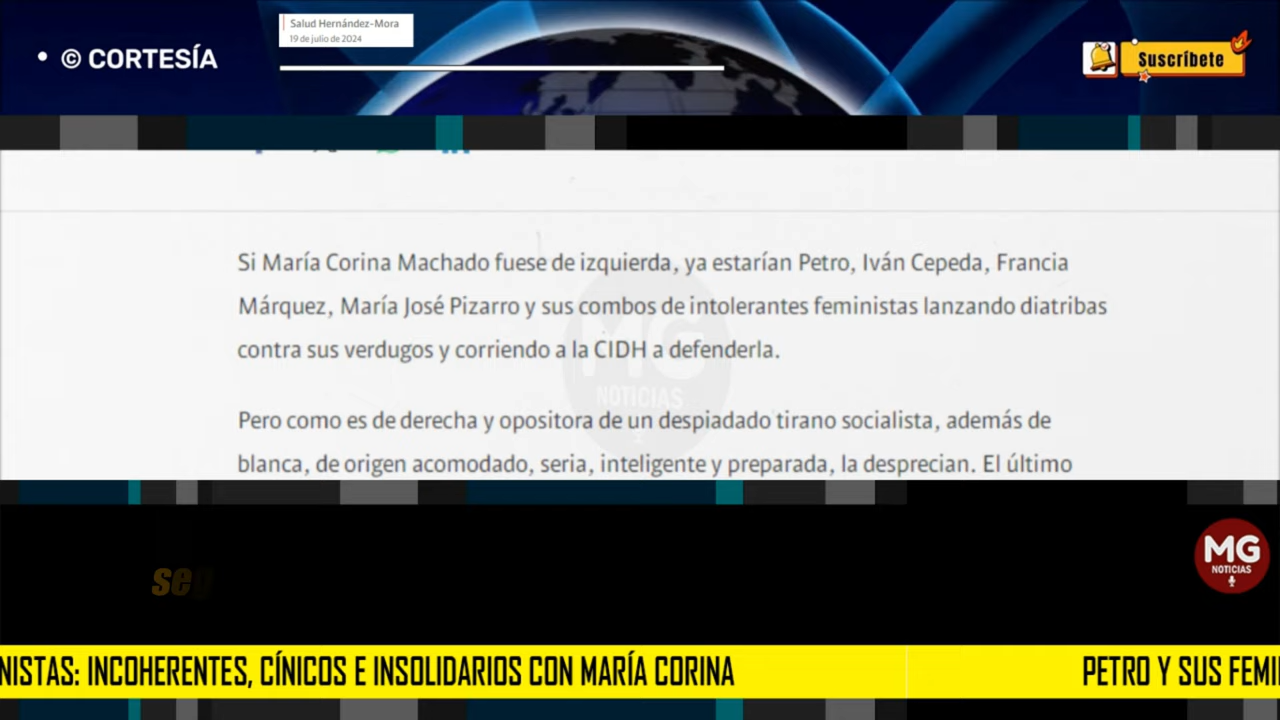 • © CORTESÍA
Salud Hernández-Mora
19 de julio de 2024
Suscríbete
Si María Corina Machado fuese de izquierda, ya estarían Petro, Iván Cepeda, Francia
Márquez, María José Pizarro y sus combos de intolerantes feministas lanzando diatribas
contra sus verdugos y corriendo a la CIDH a defenderla.
MG
NOTICIAS
Pero como es de derecha y opositora de un despiadado tirano socialista, además de
blanca, de origen acomodado, seria, inteligente y preparada, la desprecian. El último
MG
NOTICIAS
seg
NISTAS: INCOHERENTES, CÍNICOS E INSOLIDARIOS CON MARÍA CORINA
PETRO Y SUS FEMI